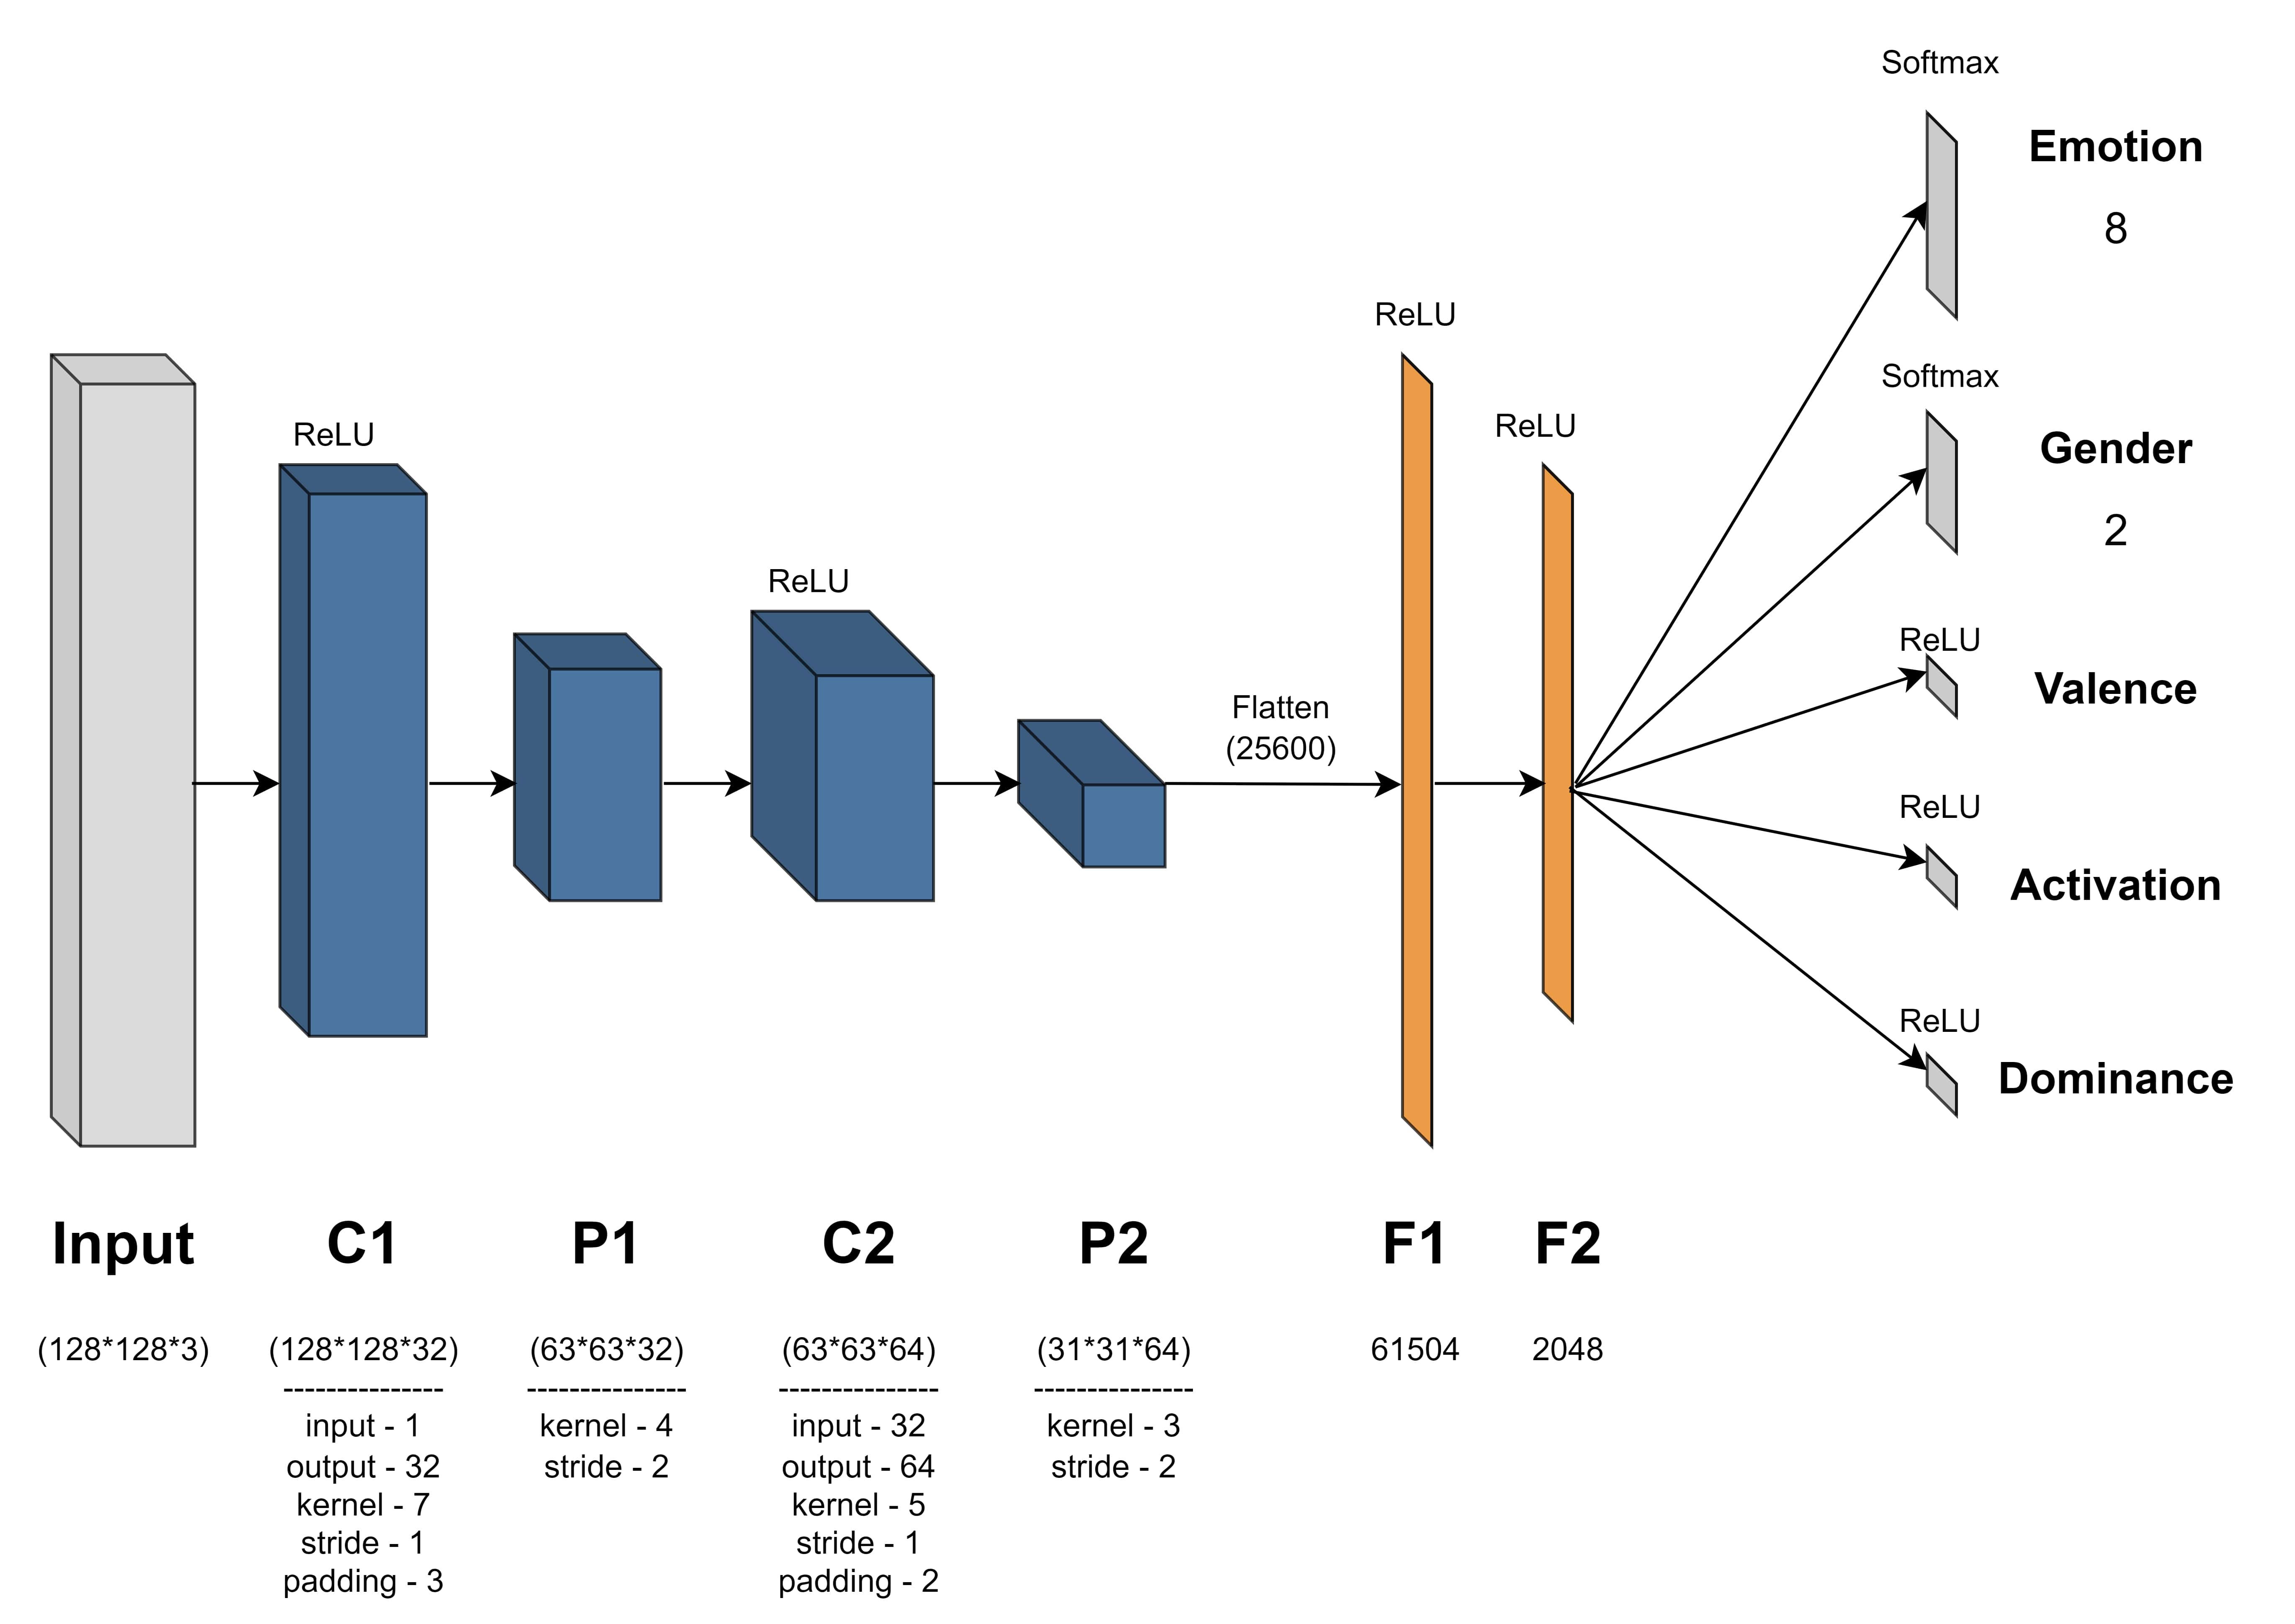 Softmax
Emotion
8
ReLU
Softmax
Gender
2
ReLU
ReLU
ReLU
ReLU
Valence
Flatten
(25600)
ReLU
Activation
ReLU
Dominance
Input
C1
P1
C2
P2
F1
F2
(128*128*3)
(128*128*32)
(63*63*32)
(63*63*64)
(31*31*64)
61504
2048
---------------
---------------
---------------
---------------
input - 1
kernel - 4
input - 32
kernel - 3
output - 32
stride - 2
output - 64
stride - 2
kernel - 7
kernel - 5
stride - 1
stride - 1
padding - 3
padding - 2